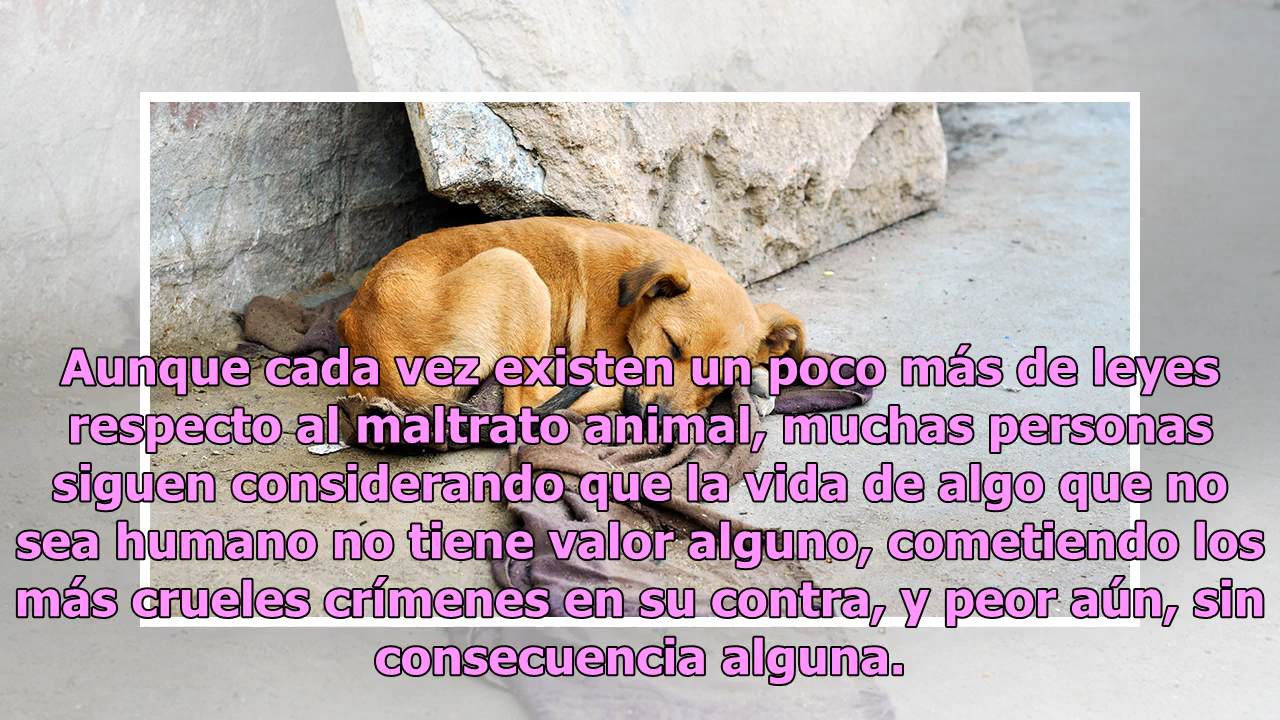 Aunque cada vez existen un poco más de leyes
respecto al maltrato animal, muchas personas
siguen considerando que la vida de algo que no
sea humano no tiene valor alguno, cometiendo los
más crueles crímenes en su contra, y peor aún, sin
consecuencia alguna.